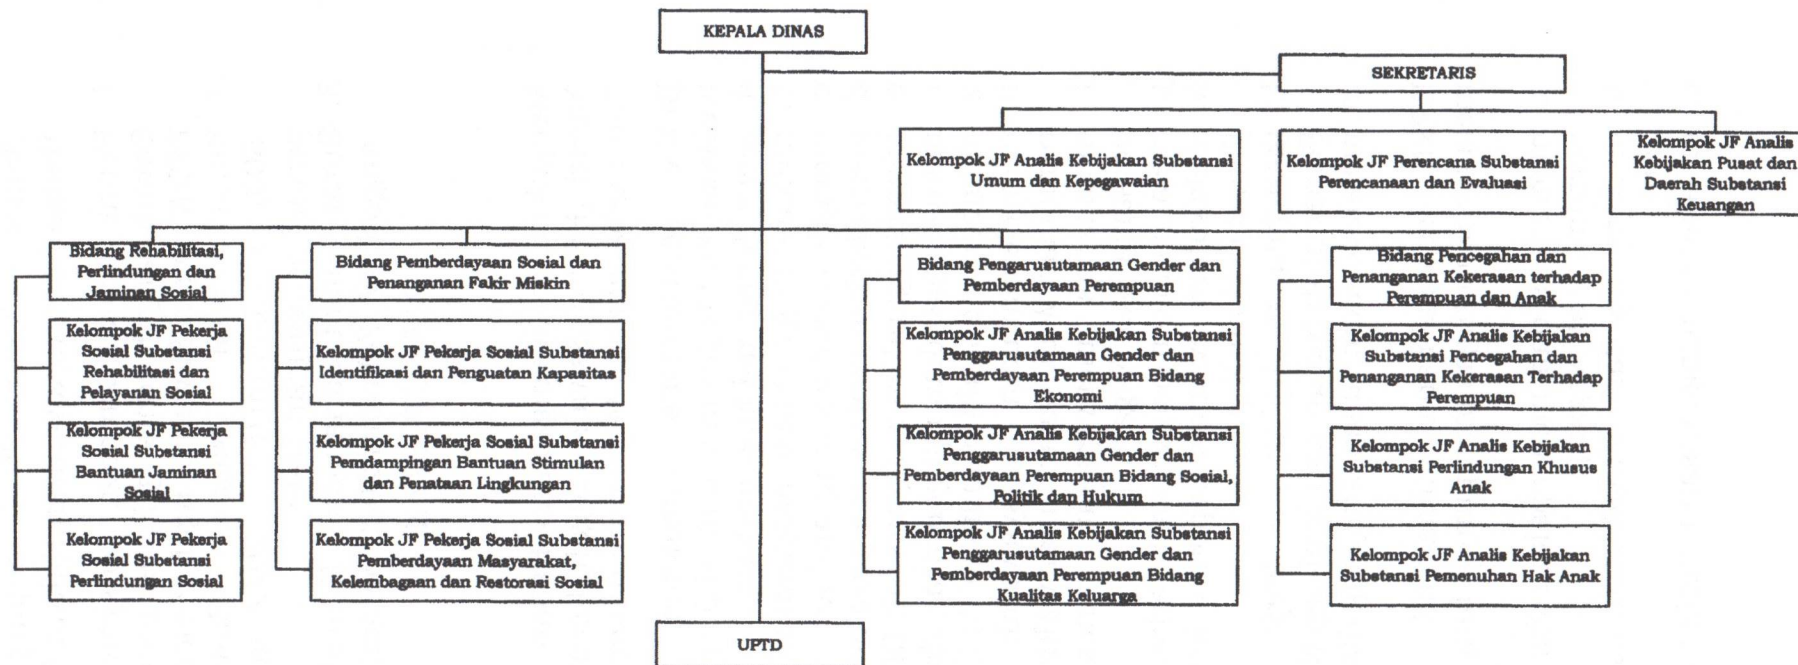 KEPALA DINAS
SEKRETARIS
Kelompok JF Analis Kebijakan Substansi
Umum dan Kepegawaian
Kelompok JF Perencana Substansi
Perencanaan dan Evaluasi
Kelompok JF Analis
Kebijakan Pusat dan
Daerah Substansi
Keuangan
Bidang Rehabilitasi,
Perlindungan dan
Jaminan Sosial
Kelompok JF Pekerja
Sosial Substansi
Rehabilitasi dan
Pelayanan Sosial
Kelompok JF Pekerja
Sosial Substansi
Bantuan Jaminan
Sosial
Kelompok JF Pekerja
Sosial Substansi
Perlindungan Sosial
Bidang Pemberdayaan Sosial dan
Penanganan Fakir Miskin
Kelompok JF Pekerja Sosial Substansi
Identifikasi dan Penguatan Kapasitas
Kelompok JF Pekerja Sosial Substansi
Pemdampingan Bantuan Stimulan
dan Penataan Lingkungan
Kelompok JF Pekerja Sosial Substansi
Pemberdayaan Masyarakat,
Kelembagaan dan Restorasi Sosial
Bidang Pengarusutamaan Gender dan
Pemberdayaan Perempuan
Kelompok JF Analis Kebijakan Substansi
Penggarusutamaan Gender dan
Pemberdayaan Perempuan Bidang
Ekonomi
Kelompok JF Analis Kebijakan Substansi
Penggarusutamaan Gender dan
Pemberdayaan Perempuan Bidang Sosial,
Politik dan Hukum
Kelompok JF Analis Kebijakan Substansi
Penggarusutamaan Gender dan
Pemberdayaan Perempuan Bidang
Kualitas Keluarga
Bidang Pencegahan dan
Penanganan Kekerasan terhadap
Perempuan dan Anak
Kelompok JF Analis Kebijakan
Substansi Pencegahan dan
Penanganan Kekerasan Terhadap
Perempuan
Kelompok JF Analis Kebijakan
Substansi Perlindungan Khusus
Anak
Kelompok JF Analis Kebijakan
Substansi Pemenuhan Hak Anak
UPTD